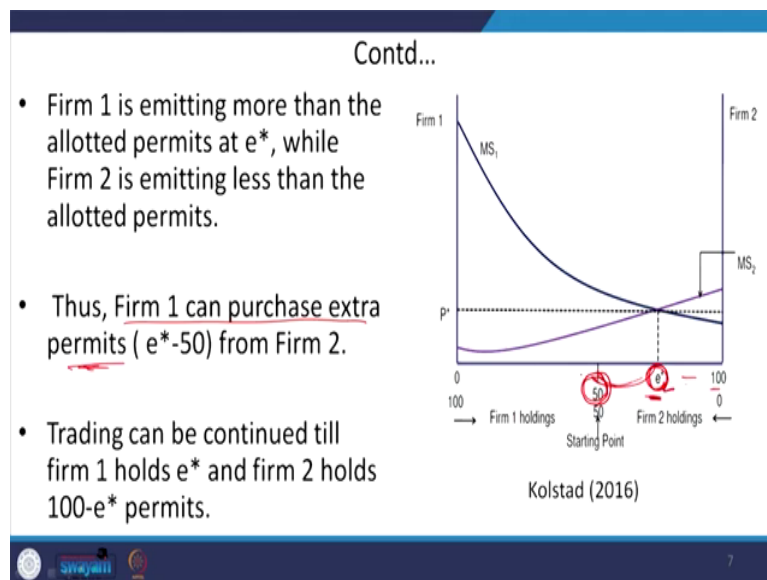 Contd...
• Firm 1 is emitting more than the
allotted permits at e*, while
Firm 2 is emitting less than the
allotted permits.
• Thus, Firm 1 can purchase extra
permits ( e*-50) from Firm 2.
• Trading can be continued till
firm 1 holds e* and firm 2 holds
100-e* permits.
Firm 1
Firm 2
MS₁
MS₂
P*
0 50 e* 100
100 50 0
Firm 1 holdings Firm 2 holdings
Starting Point
Kolstad (2016)
swayam
7